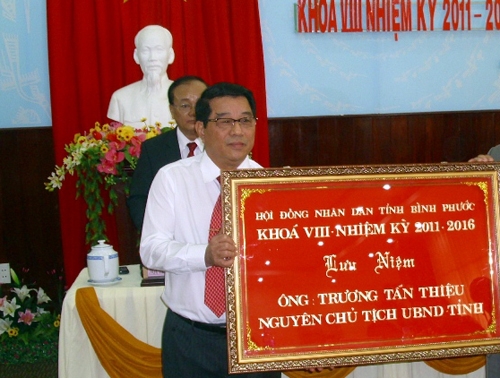 KHOÁ VIII NHIỆM KỲ 2011 - 20
HỘI ĐỒNG NHÂN DÂN TỈNH BÌNH PHƯỚC
KHOÁ VIII - NHIỆM KỲ 2011 - 2016
Lưu Niệm
ÔNG : TRƯƠNG TẤN THIỆU
NGUYÊN CHỦ TỊCH UBND TỈNH